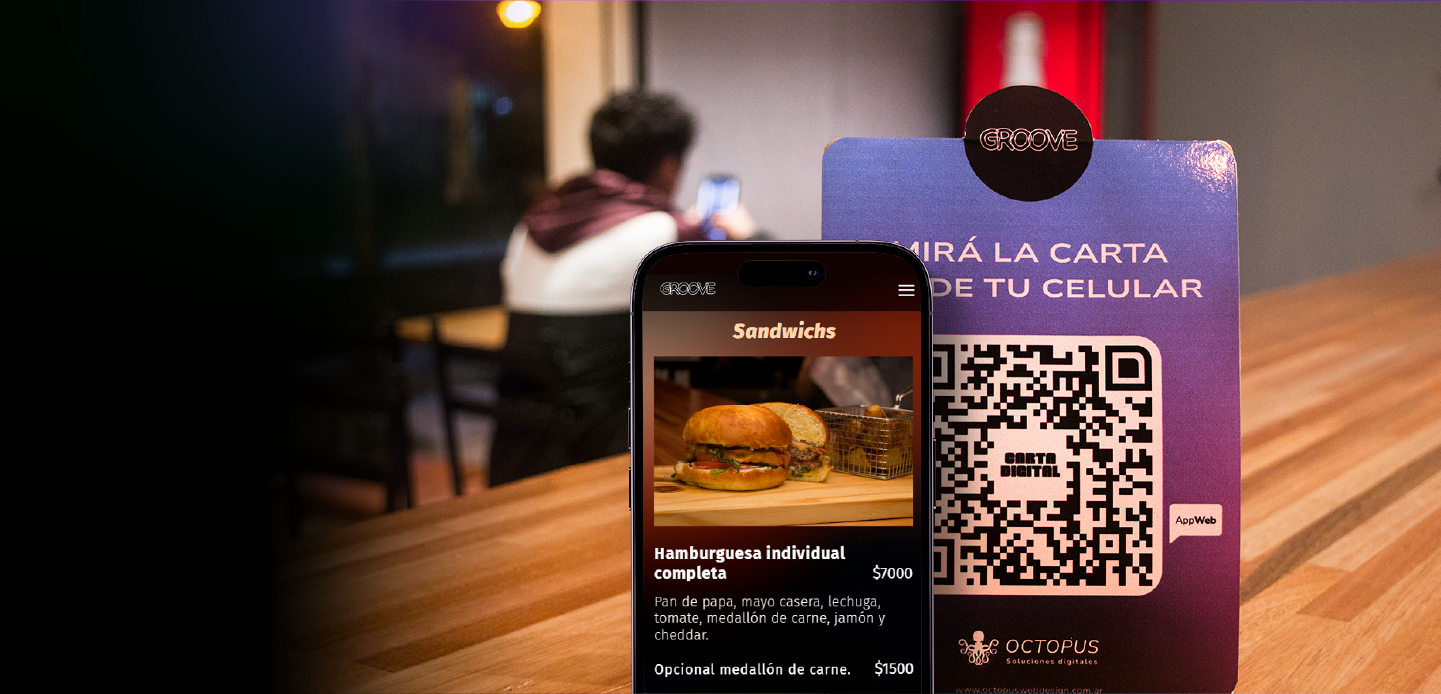 GROOVE
MIRÁ LA CARTA
DE TU CELULAR
CARTA
DIGITAL
AppWeb
OCTOPUS
Soluciones digitales
www.octopuswebdesign.com.ar
GROOVE
Sandwichs
Hamburguesa individual
completa
$7000
Pan de papa, mayo casera, lechuga,
tomate, medallón de carne, jamón y
cheddar.
Opcional medallón de carne. $1500